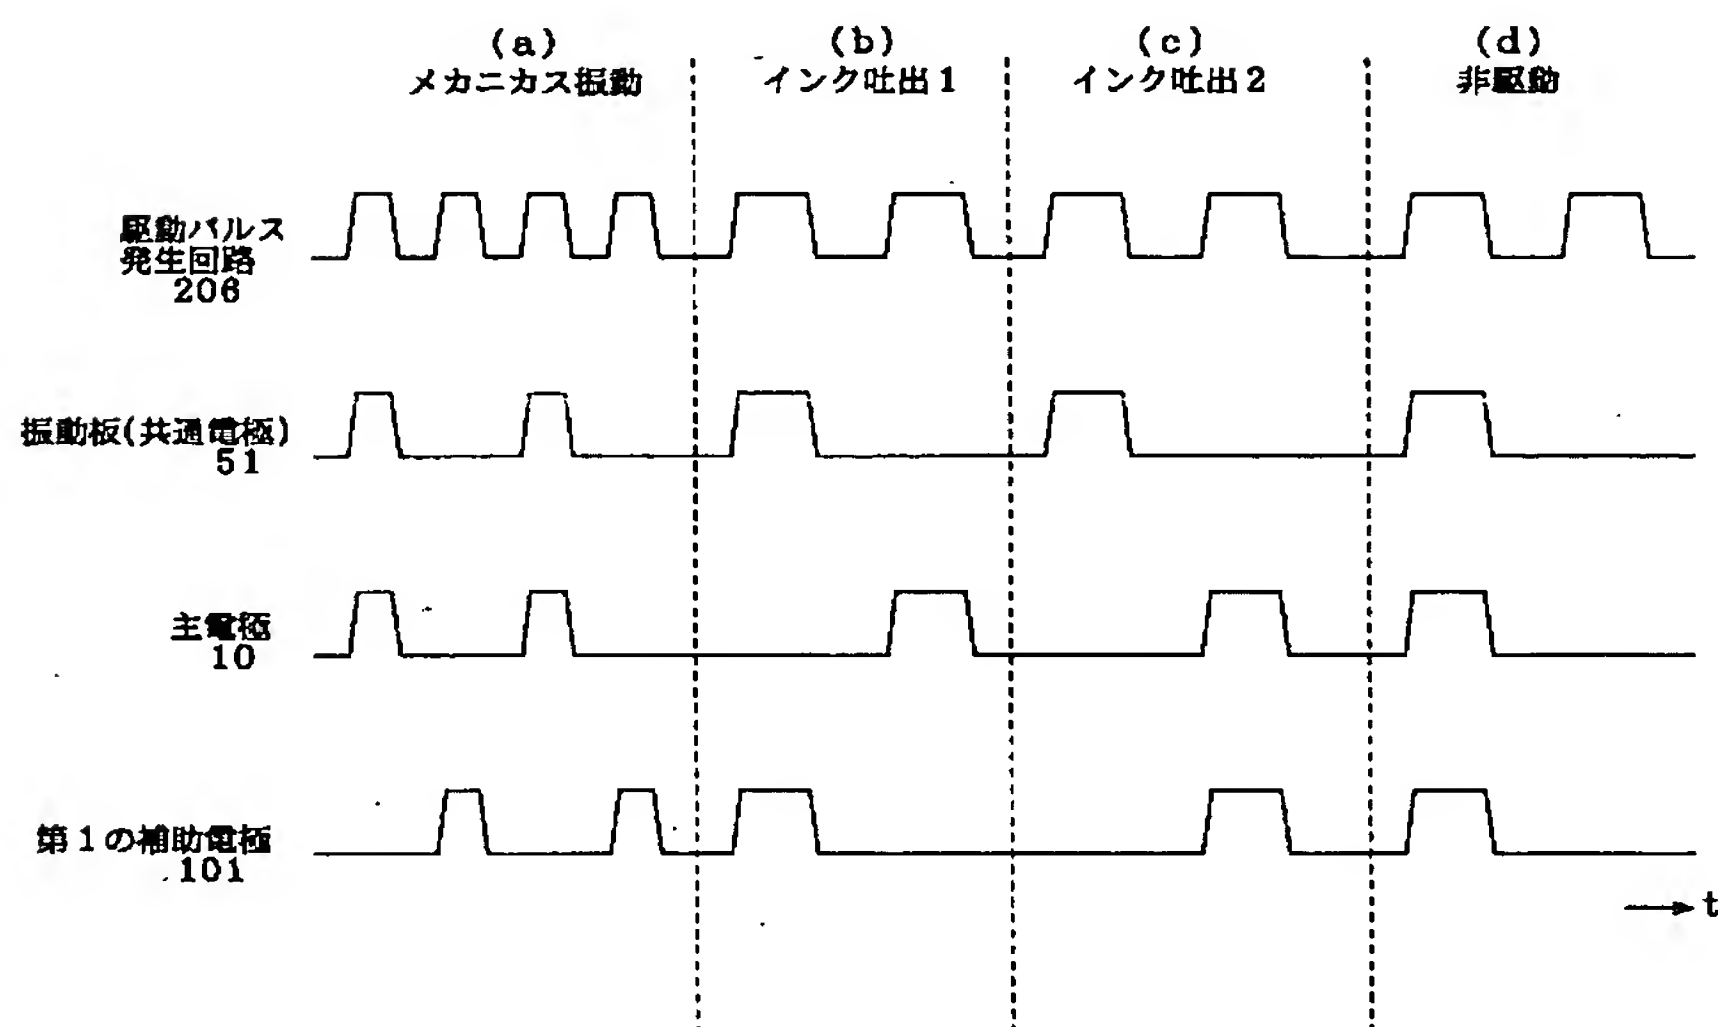 (a)
メカニカス振動
(b)
インク吐出1
(c)
インク吐出2
(d)
非駆動
駆動パルス
発生回路
206
振動板(共通電極)
51
主電極
10
第1の補助電極
101
t